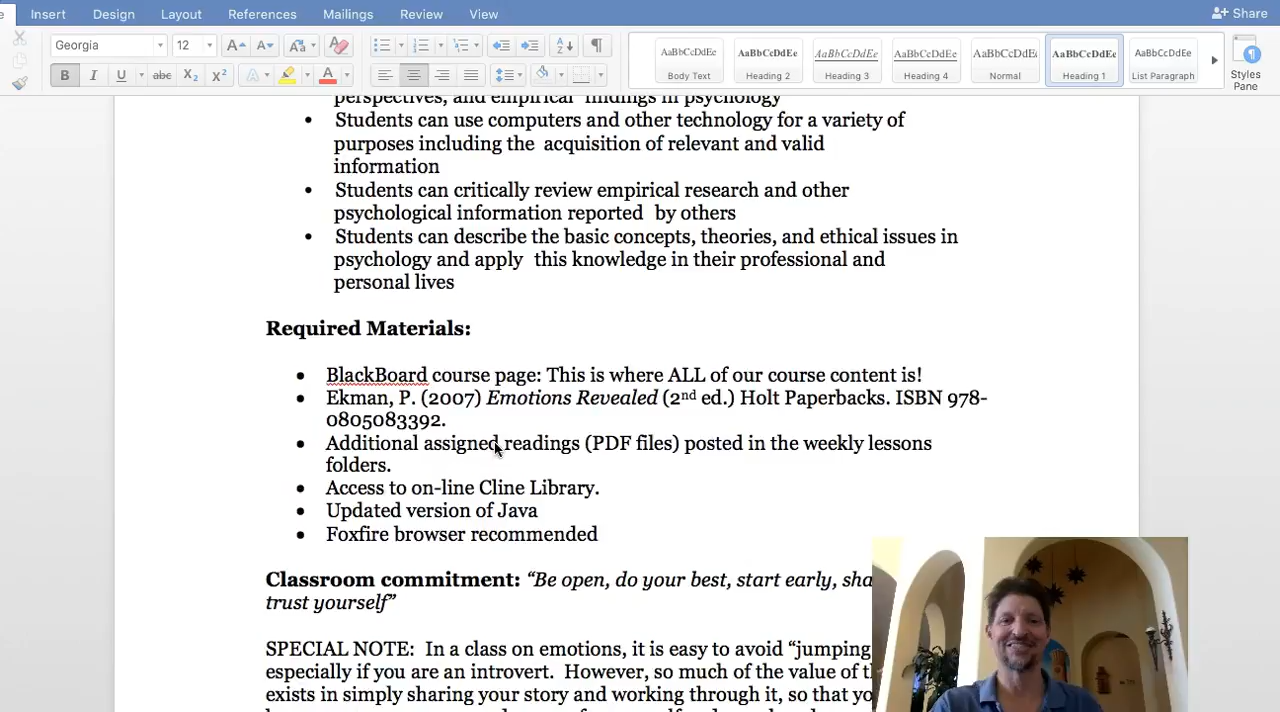 Insert Design Layout References Mailings Review View Share
Georgia 12 AaBbCcDdEe AaBbCcDdEe AaBbCcDdEe AaBbCcDdEe AaBbCcDdE AaBbCcDdEe AaBbCcDdEe
B I U abc X₂ X² A A Body Text Heading 2 Heading 3 Heading 4 Normal Heading 1 List Paragraph Styles
Pane
perspectives, and empirical findings in psychology
• Students can use computers and other technology for a variety of
purposes including the acquisition of relevant and valid
information
• Students can critically review empirical research and other
psychological information reported by others
• Students can describe the basic concepts, theories, and ethical issues in
psychology and apply this knowledge in their professional and
personal lives
Required Materials:
• BlackBoard course page: This is where ALL of our course content is!
• Ekman, P. (2007) Emotions Revealed (2nd ed.) Holt Paperbacks. ISBN 978-
0805083392.
• Additional assigned readings (PDF files) posted in the weekly lessons
folders.
• Access to on-line Cline Library.
• Updated version of Java
• Foxfire browser recommended
Classroom commitment: “Be open, do your best, start early, sha
trust yourself”
SPECIAL NOTE: In a class on emotions, it is easy to avoid “jumping
especially if you are an introvert. However, so much of the value of t
exists in simply sharing your story and working through it, so that yo